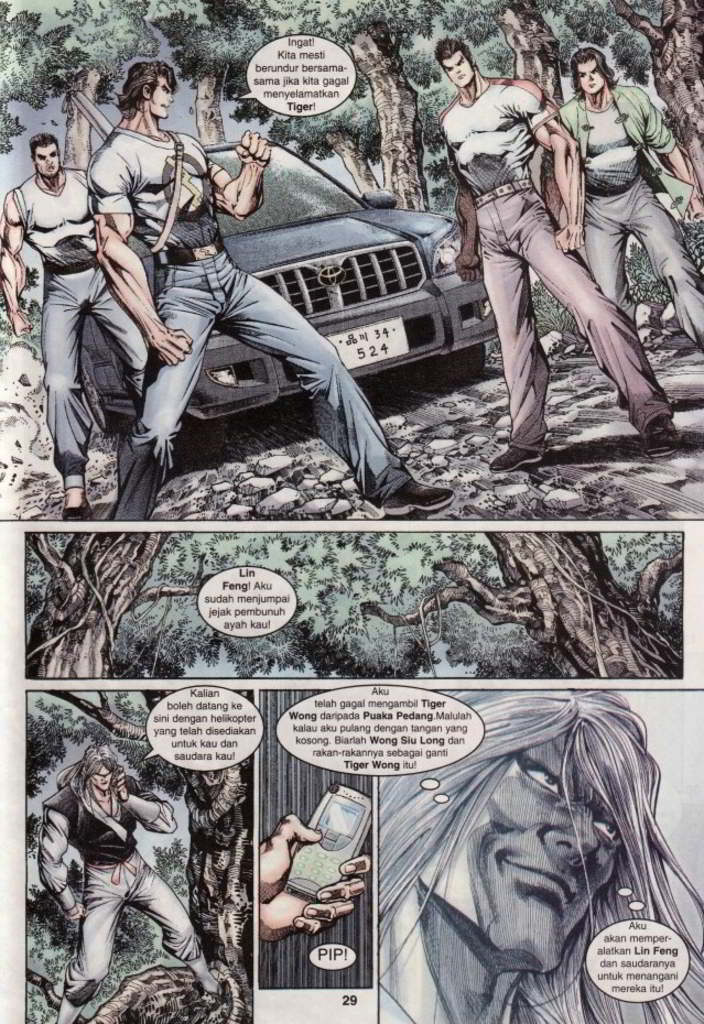 Ingat!
Kita mesti
berundur bersama-
sama jika kita gagal
menyelamatkan
Tiger!
34
524
Lin
Feng! Aku
sudah menjumpai
jejak pembunuh
ayah kau!
Kalian
boleh datang ke
sini dengan helikopter
yang telah disediakan
untuk kau dan
saudara kau!
Aku
telah gagal mengambil Tiger
Wong daripada Puaka Pedang.Malulah
kalau aku pulang dengan tangan yang
kosong. Biarlah Wong Siu Long dan
rakan-rakannya sebagai ganti
Tiger Wong itu!
PIP!
Aku
akan memper-
alatkan Lin Feng
dan saudaranya
untuk menangani
mereka itu!
29